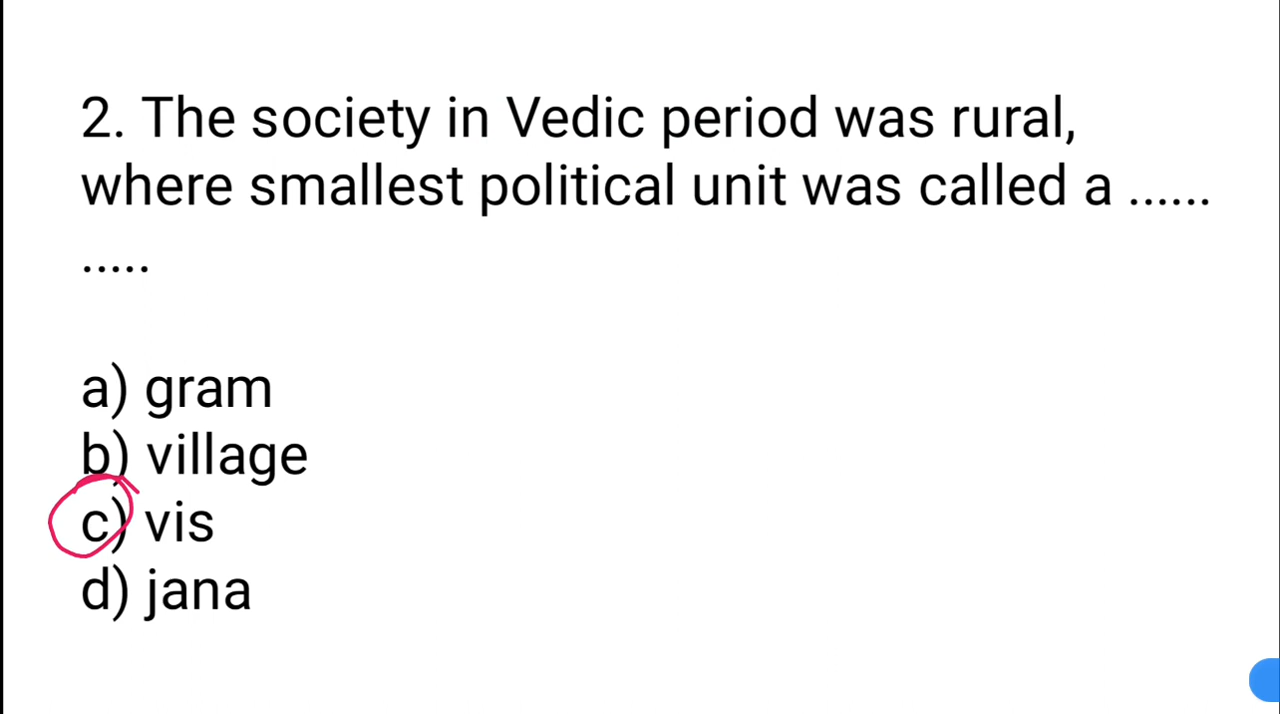 2. The society in Vedic period was rural,
where smallest political unit was called a ......
.....
a) gram
b) village
c) vis
d) jana